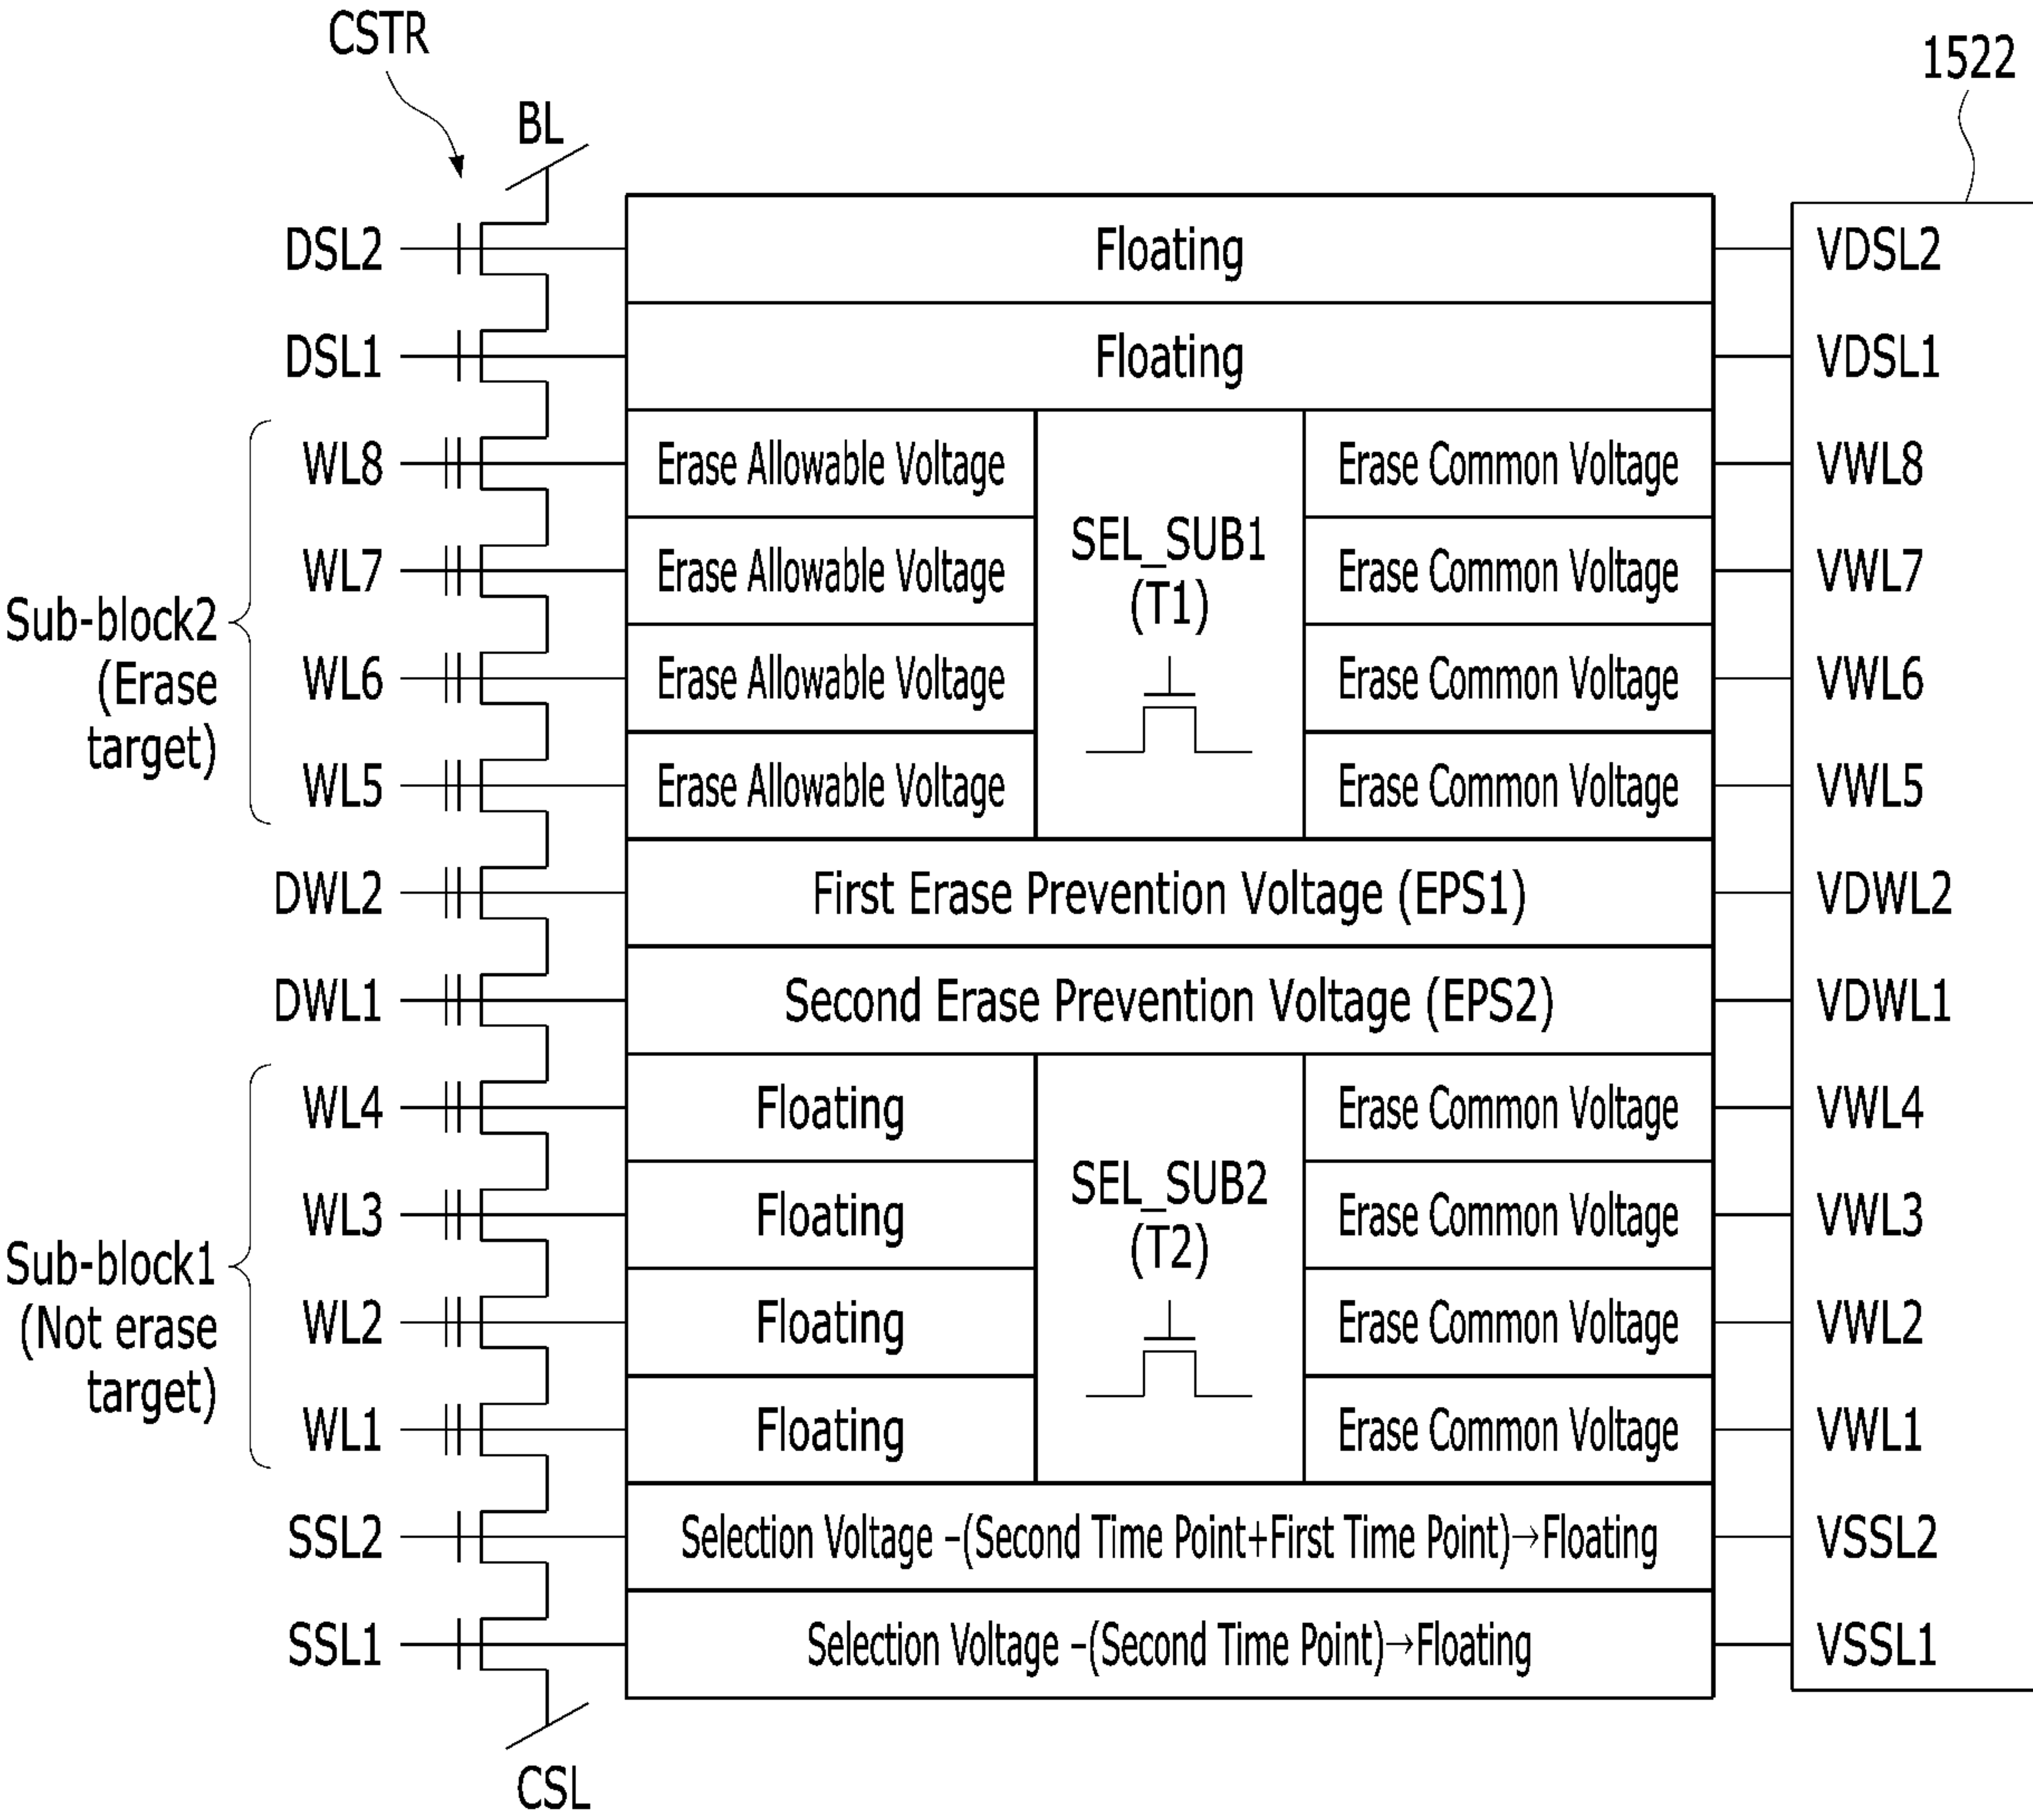 CSTR
1522
BL
DSL2 Floating VDSL2
DSL1 Floating VDSL1
WL8 Erase Allowable Voltage Erase Common Voltage VWL8
SEL_SUB1
WL7 Erase Allowable Voltage Erase Common Voltage VWL7
(T1)
Sub-block2
(Erase
target)
WL6 Erase Allowable Voltage Erase Common Voltage VWL6
WL5 Erase Allowable Voltage Erase Common Voltage VWL5
DWL2 First Erase Prevention Voltage (EPS1) VDWL2
DWL1 Second Erase Prevention Voltage (EPS2) VDWL1
WL4 Floating Erase Common Voltage VWL4
SEL_SUB2
WL3 Floating Erase Common Voltage VWL3
(T2)
Sub-block1
(Not erase
target)
WL2 Floating Erase Common Voltage VWL2
WL1 Floating Erase Common Voltage VWL1
SSL2 Selection Voltage –(Second Time Point+First Time Point)→Floating VSSL2
SSL1 Selection Voltage –(Second Time Point)→Floating VSSL1
CSL